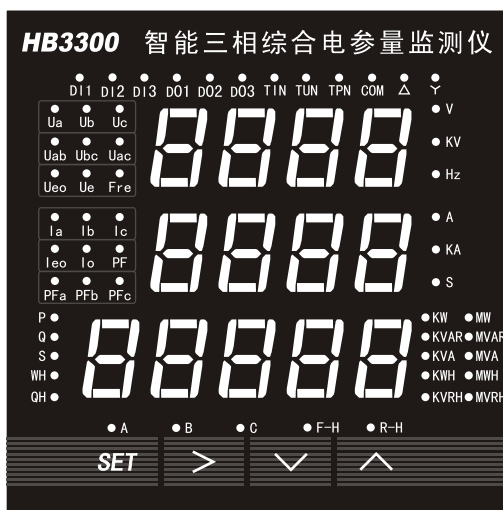 HB3300 智能三相综合电参量监测仪
DI1 DI2 DI3 DO1 DO2 DO3 TIN TUN TPN COM △ Y
Ua Ub Uc 8888 V
Uab Ubc Uac KV
Ueo Ue Fre Hz
Ia Ib Ic 8888 A
Ieo Io PF KA
PFa PFb PFc S
P 88888 KW MW
Q KVAR MVAR
S KVA MVA
WH KWH MWH
QH KVRH MVRH
A B C F-H R-H
SET > ∨ ∧